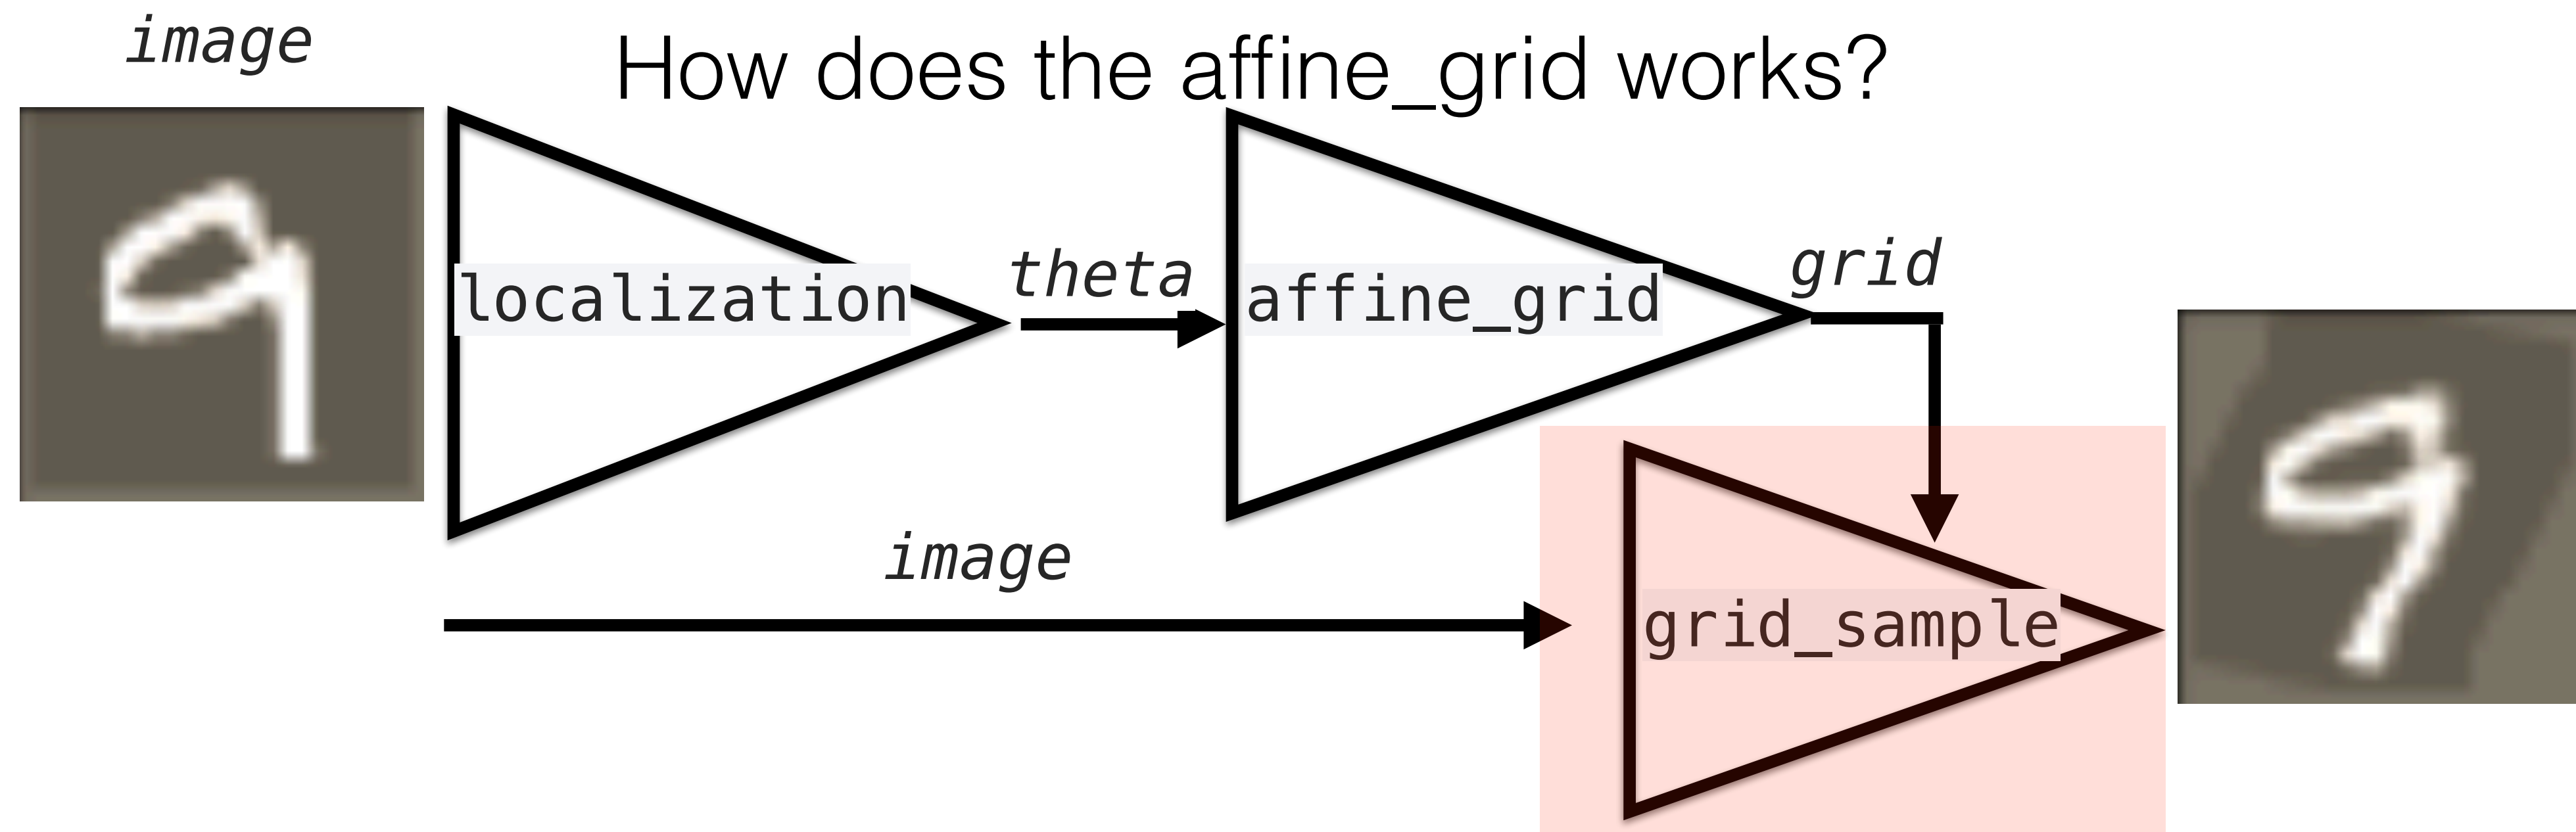 image
How does the affine_grid works?
localization
theta
affine_grid
grid
image
grid_sample